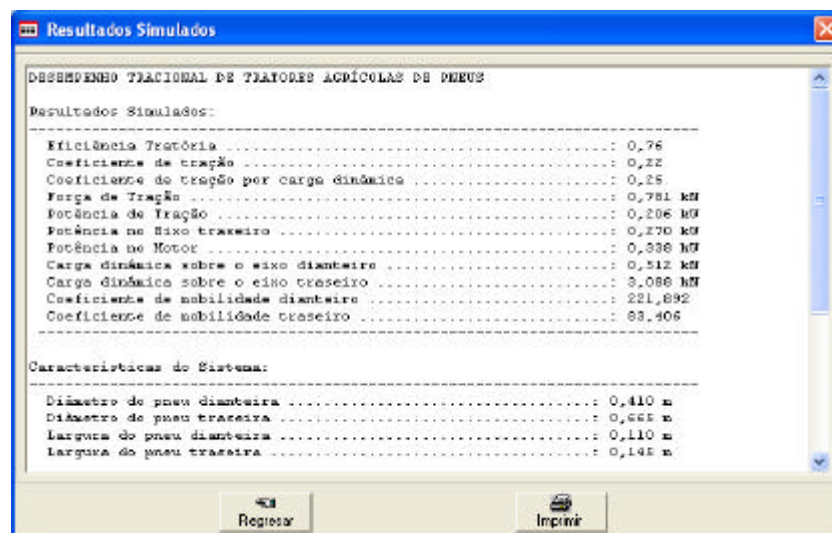 Resultados Simulados
DESEMPENHO TRACIONAL DE TRATORES AGRÍCOLAS DE PNEUS
Resultados Simulados:
Eficiência Tratória ............................................: 0,76
Coeficiente de tração ..........................................: 0,22
Coeficiente de tração por carga dinâmica .......................: 0,25
Força de Tração ................................................: 0,781 kN
Potência de Tração .............................................: 0,206 kW
Potência no Eixo traseiro ......................................: 0,270 kW
Potência no Motor ..............................................: 0,338 kW
Carga dinâmica sobre o eixo dianteiro ..........................: 0,512 kN
Carga dinâmica sobre o eixo traseiro ...........................: 3,088 kN
Coeficiente de mobilidade dianteiro ............................: 221,892
Coeficiente de mobilidade traseiro .............................: 83,406
Características do Sistema:
Diâmetro do pneu dianteira ...................................: 0,410 m
Diâmetro do pneu traseira ....................................: 0,665 m
Largura do pneu dianteira ....................................: 0,110 m
Largura do pneu traseira .....................................: 0,145 m
Regresar
Imprimir